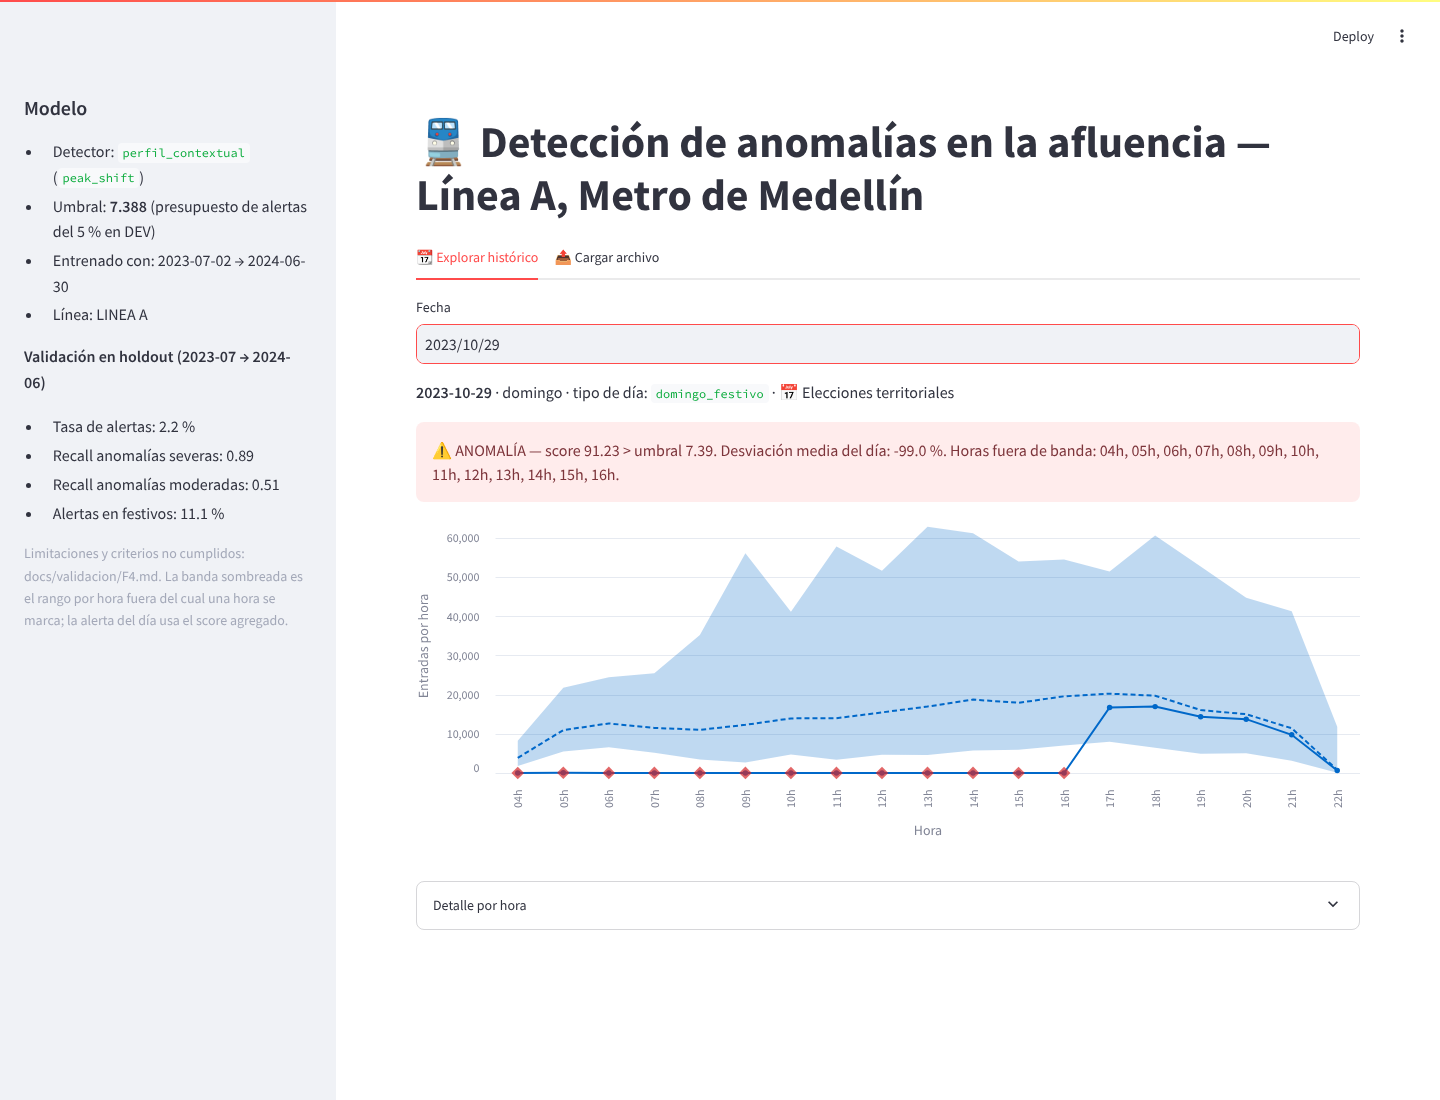 Deploy
Modelo
Detector: perfil_contextual
( peak_shift )
Umbral: 7.388 (presupuesto de alertas
del 5 % en DEV)
Entrenado con: 2023-07-02 → 2024-06-
30
Línea: LINEA A
Validación en holdout (2023-07 → 2024-
06)
Tasa de alertas: 2.2 %
Recall anomalías severas: 0.89
Recall anomalías moderadas: 0.51
Alertas en festivos: 11.1 %
Limitaciones y criterios no cumplidos:
docs/validacion/F4.md. La banda sombreada es
el rango por hora fuera del cual una hora se
marca; la alerta del día usa el score agregado.
Detección de anomalías en la afluencia —
Línea A, Metro de Medellín
Explorar histórico
Cargar archivo
Fecha
2023/10/29
2023-10-29 · domingo · tipo de día: domingo_festivo · 📅 Elecciones territoriales
⚠️ ANOMALÍA — score 91.23 > umbral 7.39. Desviación media del día: -99.0 %. Horas fuera de banda: 04h, 05h, 06h, 07h, 08h, 09h, 10h,
11h, 12h, 13h, 14h, 15h, 16h.
Entradas por hora
60,000
50,000
40,000
30,000
20,000
10,000
0
04h
05h
06h
07h
08h
09h
10h
11h
12h
13h
14h
15h
16h
17h
18h
19h
20h
21h
22h
Hora
Detalle por hora